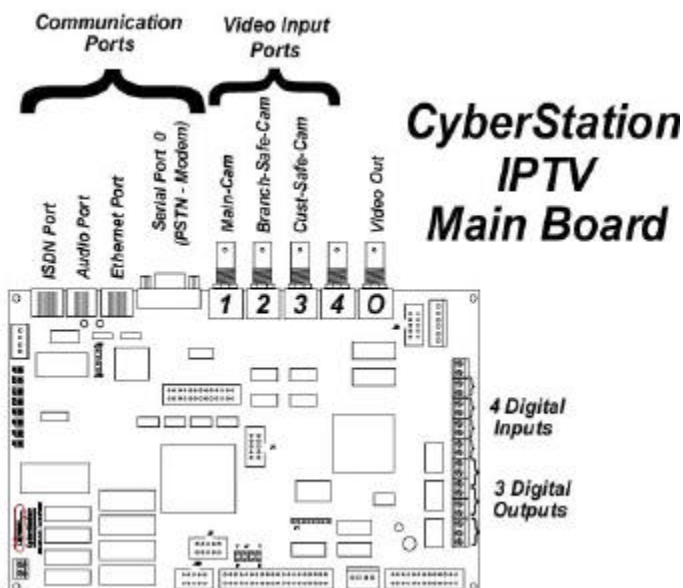 Communication
Ports
Video Input
Ports
CyberStation
IPTV
Main Board
ISDN Port
Audio Port
Ethernet Port
Serial Port 0
(PSTN - Modem)
Main-Cam
Branch-Safe-Cam
Cust-Safe-Cam
Video Out
1
2
3
4
O
4 Digital
Inputs
3 Digital
Outputs